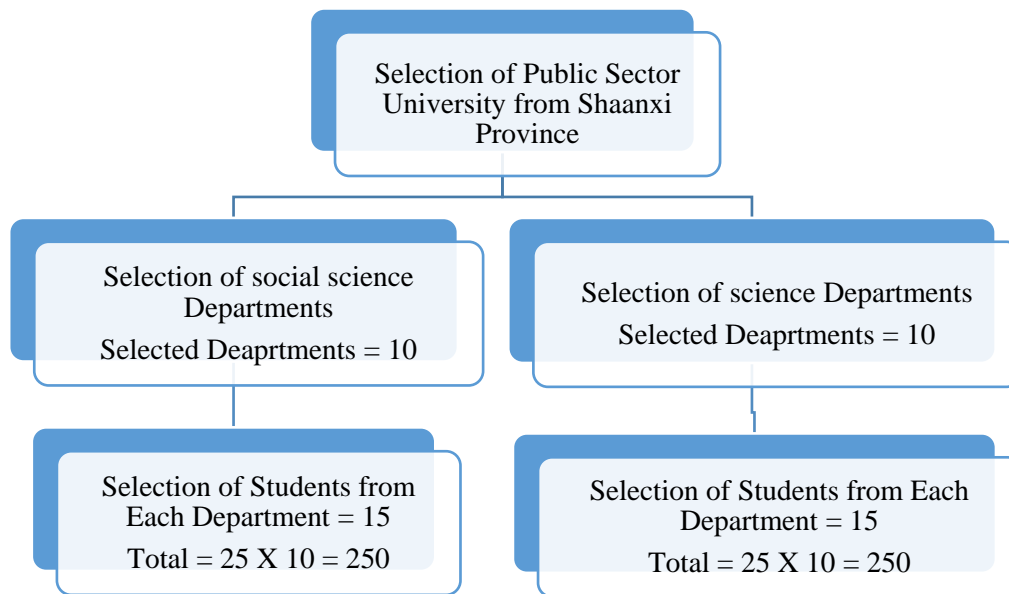 Selection of Public Sector
University from Shaanxi
Province
Selection of social science
Departments
Selected Deaprtments = 10
Selection of science Departments
Selected Deaprtments = 10
Selection of Students from
Each Department = 15
Total = 25 X 10 = 250
Selection of Students from Each
Department = 15
Total = 25 X 10 = 250